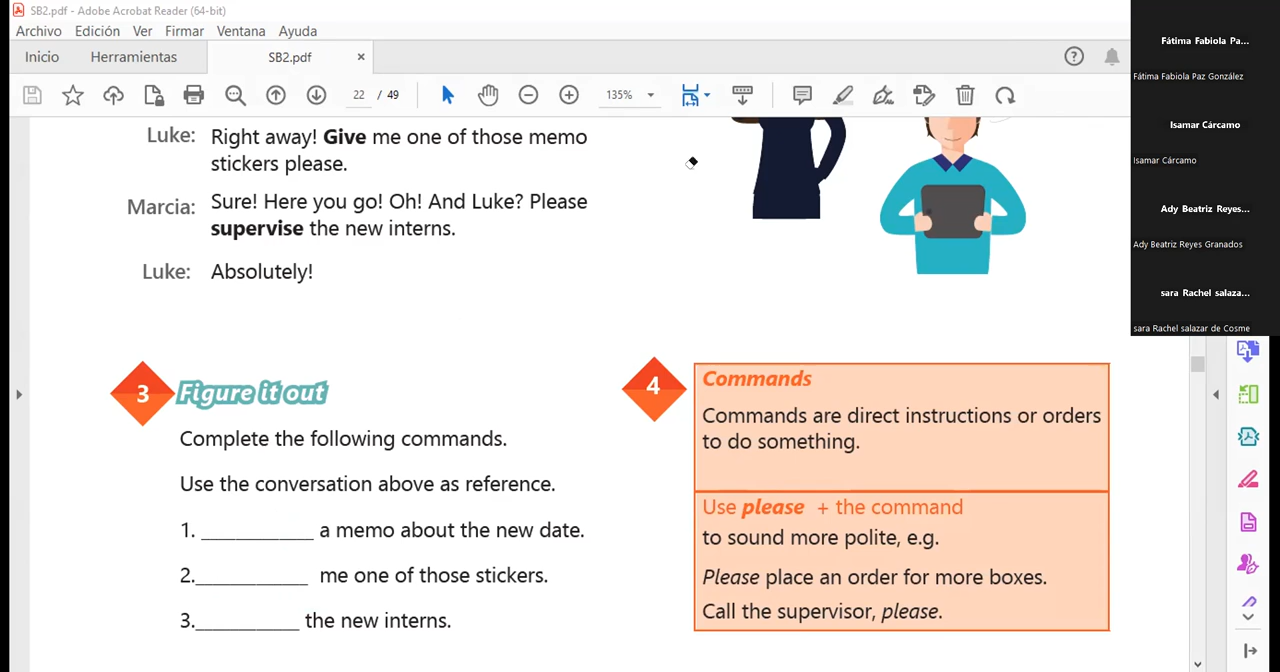 SB2.pdf - Adobe Acrobat Reader (64-bit)
Archivo Edición Ver Firmar Ventana Ayuda
Inicio Herramientas SB2.pdf ×
22 / 49 135%
Luke: Right away! Give me one of those memo
stickers please.
Marcia: Sure! Here you go! Oh! And Luke? Please
supervise the new interns.
Luke: Absolutely!
3 Figure it out
Complete the following commands.
Use the conversation above as reference.
1. __________ a memo about the new date.
2.__________ me one of those stickers.
3.__________ the new interns.
4 Commands
Commands are direct instructions or orders
to do something.
Use please + the command
to sound more polite, e.g.
Please place an order for more boxes.
Call the supervisor, please.
Fátima Fabiola Pa...
Fátima Fabiola Paz González
Isamar Cárcamo
Isamar Cárcamo
Ady Beatriz Reyes...
Ady Beatriz Reyes Granados
sara Rachel salaza...
sara Rachel salazar de Cosme